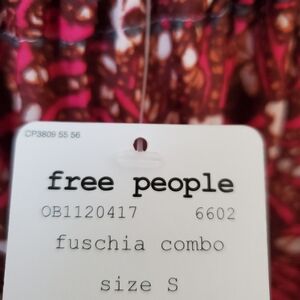 CP3809 55 56
free people
OB1120417 6602
fuschia combo
size S